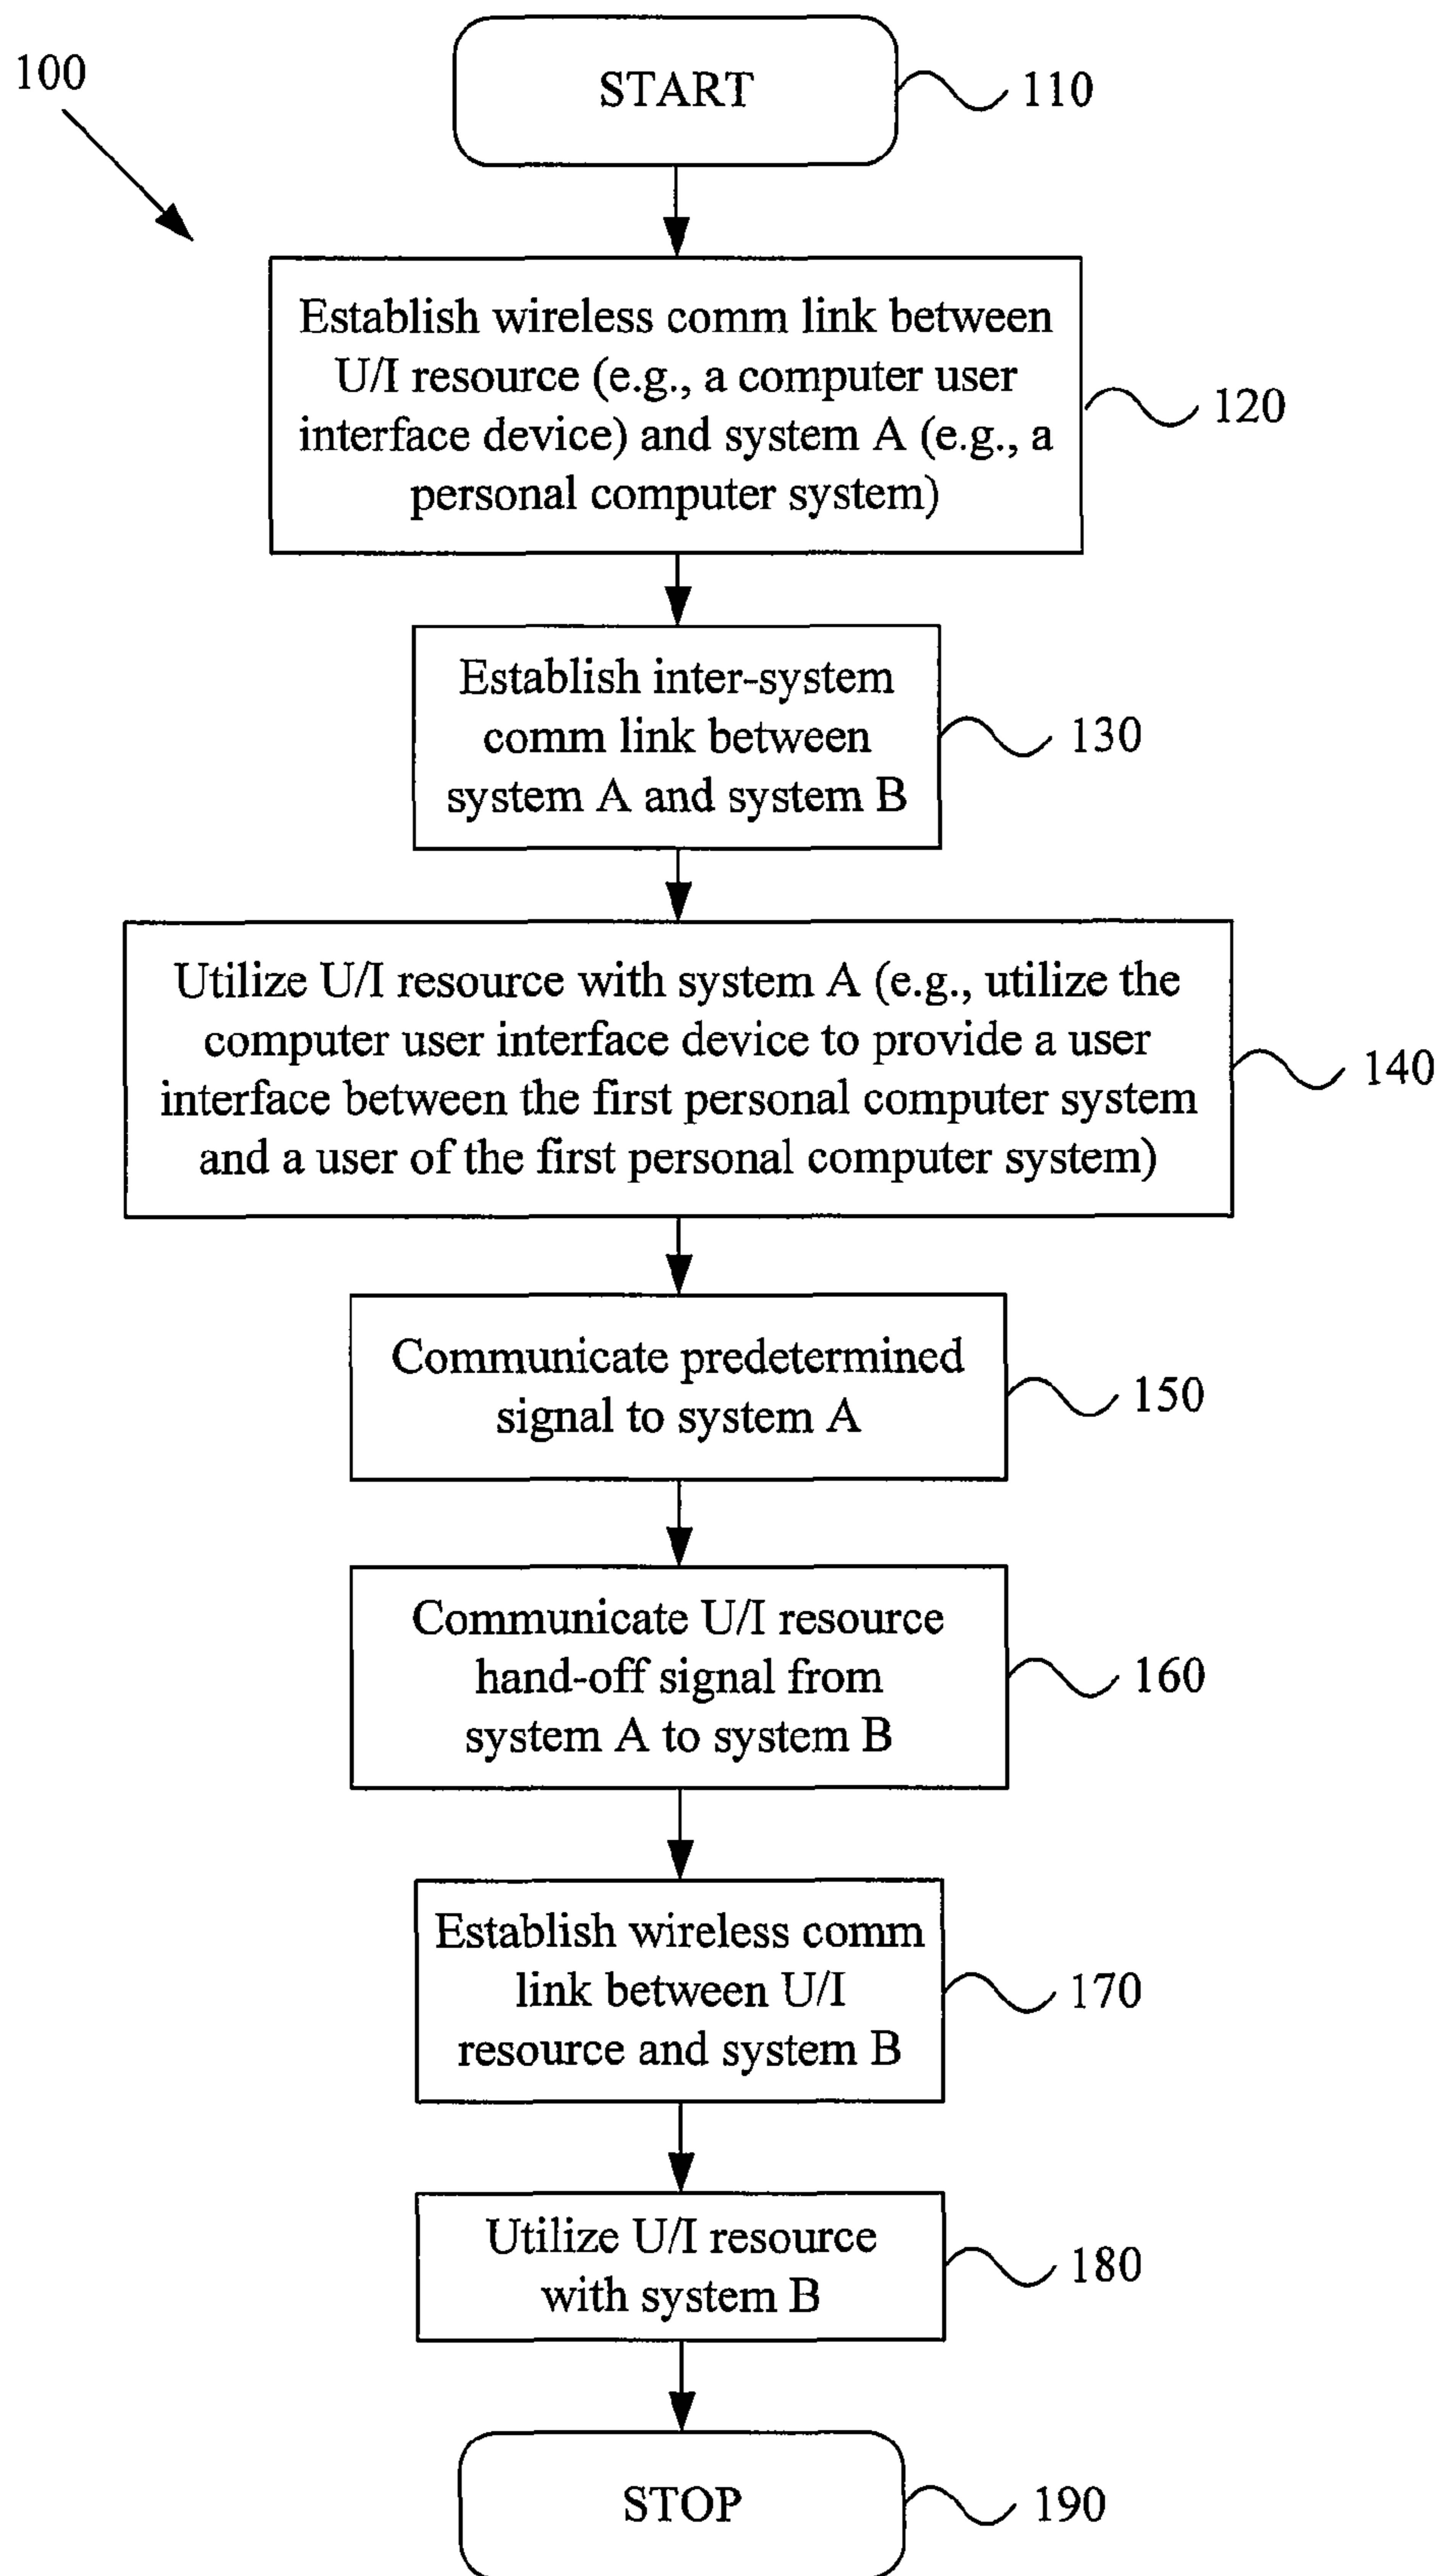 100
START
110
Establish wireless comm link between
U/I resource (e.g., a computer user
interface device) and system A (e.g., a
personal computer system)
120
Establish inter-system
comm link between
system A and system B
130
Utilize U/I resource with system A (e.g., utilize the
computer user interface device to provide a user
interface between the first personal computer system
and a user of the first personal computer system)
140
Communicate predetermined
signal to system A
150
Communicate U/I resource
hand-off signal from
system A to system B
160
Establish wireless comm
link between U/I
resource and system B
170
Utilize U/I resource
with system B
180
STOP
190